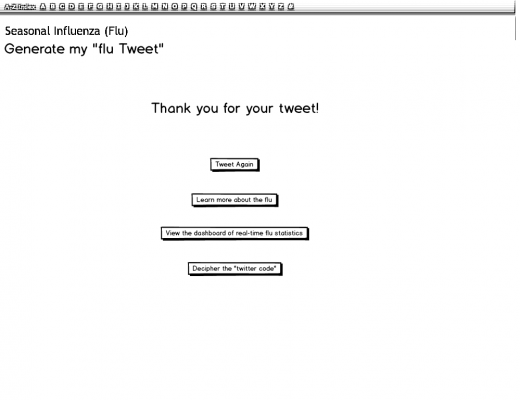 A-Z Index A B C D E F G H I J K L M N O P Q R S T U V W X Y Z #
Seasonal Influenza (Flu)
Generate my "flu Tweet"
Thank you for your tweet!
Tweet Again
Learn more about the flu
View the dashboard of real-time flu statistics
Decipher the "twitter code"